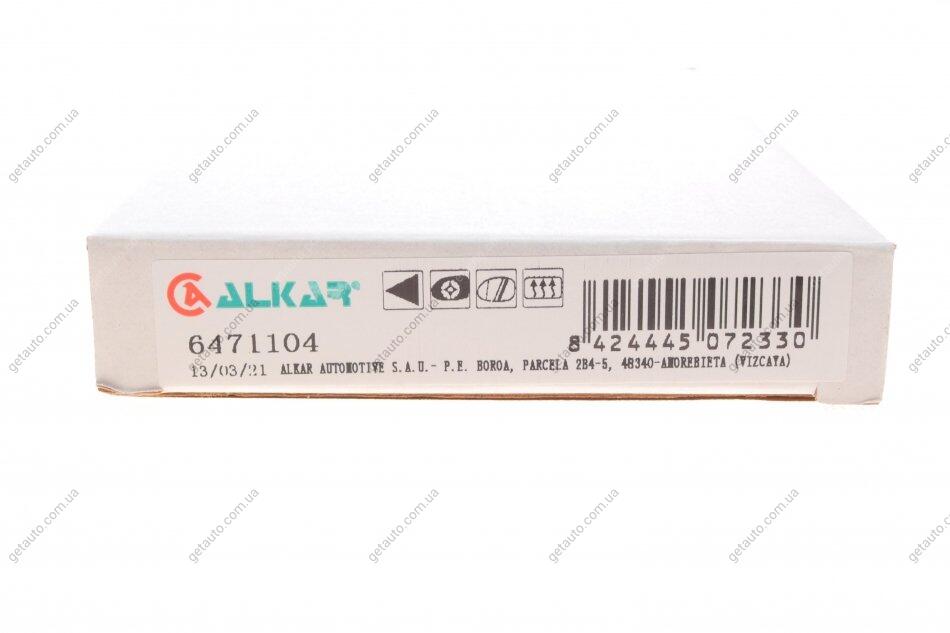 ALKAR
6471104
8 424445 072330
13/03/21 ALKAR AUTOMOTIVE S.A.U.- P.E. BOROA, PARCELA 2B4-5, 48340-AMOREBIETA (VIZCAYA)
getauto.com.ua